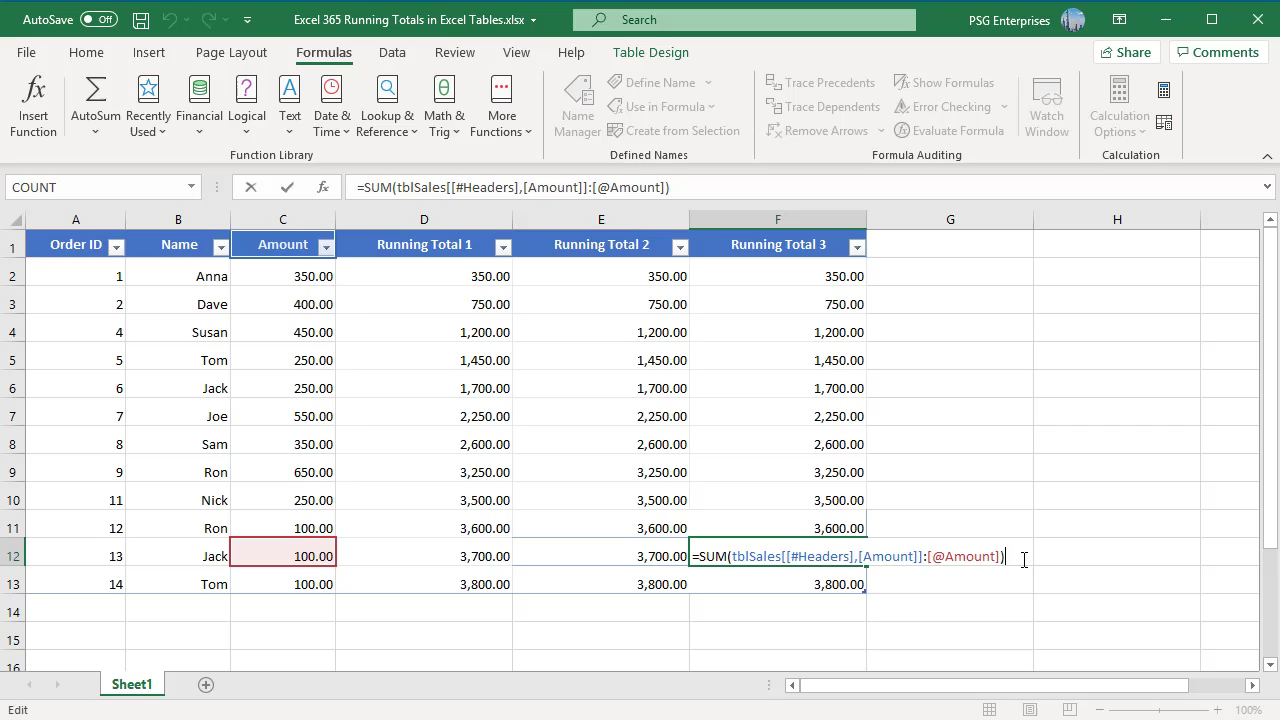 AutoSave Off Excel 365 Running Totals in Excel Tables.xlsx Search PSG Enterprises
File Home Insert Page Layout Formulas Data Review View Help Table Design Share Comments
Insert Function AutoSum Recently Used Financial Logical Text Date & Time Lookup & Reference Math & Trig More Functions
Function Library
Name Manager Define Name Use in Formula Create from Selection
Defined Names
Trace Precedents Show Formulas
Trace Dependents Error Checking
Remove Arrows Evaluate Formula
Watch Window
Formula Auditing
Calculation Options
Calculation
COUNT fx =SUM(tblSales[[#Headers],[Amount]]:[@Amount])
A B C D E F G H
1 Order ID Name Amount Running Total 1 Running Total 2 Running Total 3
2 1 Anna 350.00 350.00 350.00 350.00
3 2 Dave 400.00 750.00 750.00 750.00
4 4 Susan 450.00 1,200.00 1,200.00 1,200.00
5 5 Tom 250.00 1,450.00 1,450.00 1,450.00
6 6 Jack 250.00 1,700.00 1,700.00 1,700.00
7 7 Joe 550.00 2,250.00 2,250.00 2,250.00
8 8 Sam 350.00 2,600.00 2,600.00 2,600.00
9 9 Ron 650.00 3,250.00 3,250.00 3,250.00
10 11 Nick 250.00 3,500.00 3,500.00 3,500.00
11 12 Ron 100.00 3,600.00 3,600.00 3,600.00
12 13 Jack 100.00 3,700.00 3,700.00 =SUM(tblSales[[#Headers],[Amount]]:[@Amount])
13 14 Tom 100.00 3,800.00 3,800.00 3,800.00
14
15
16
Sheet1
Edit 100%